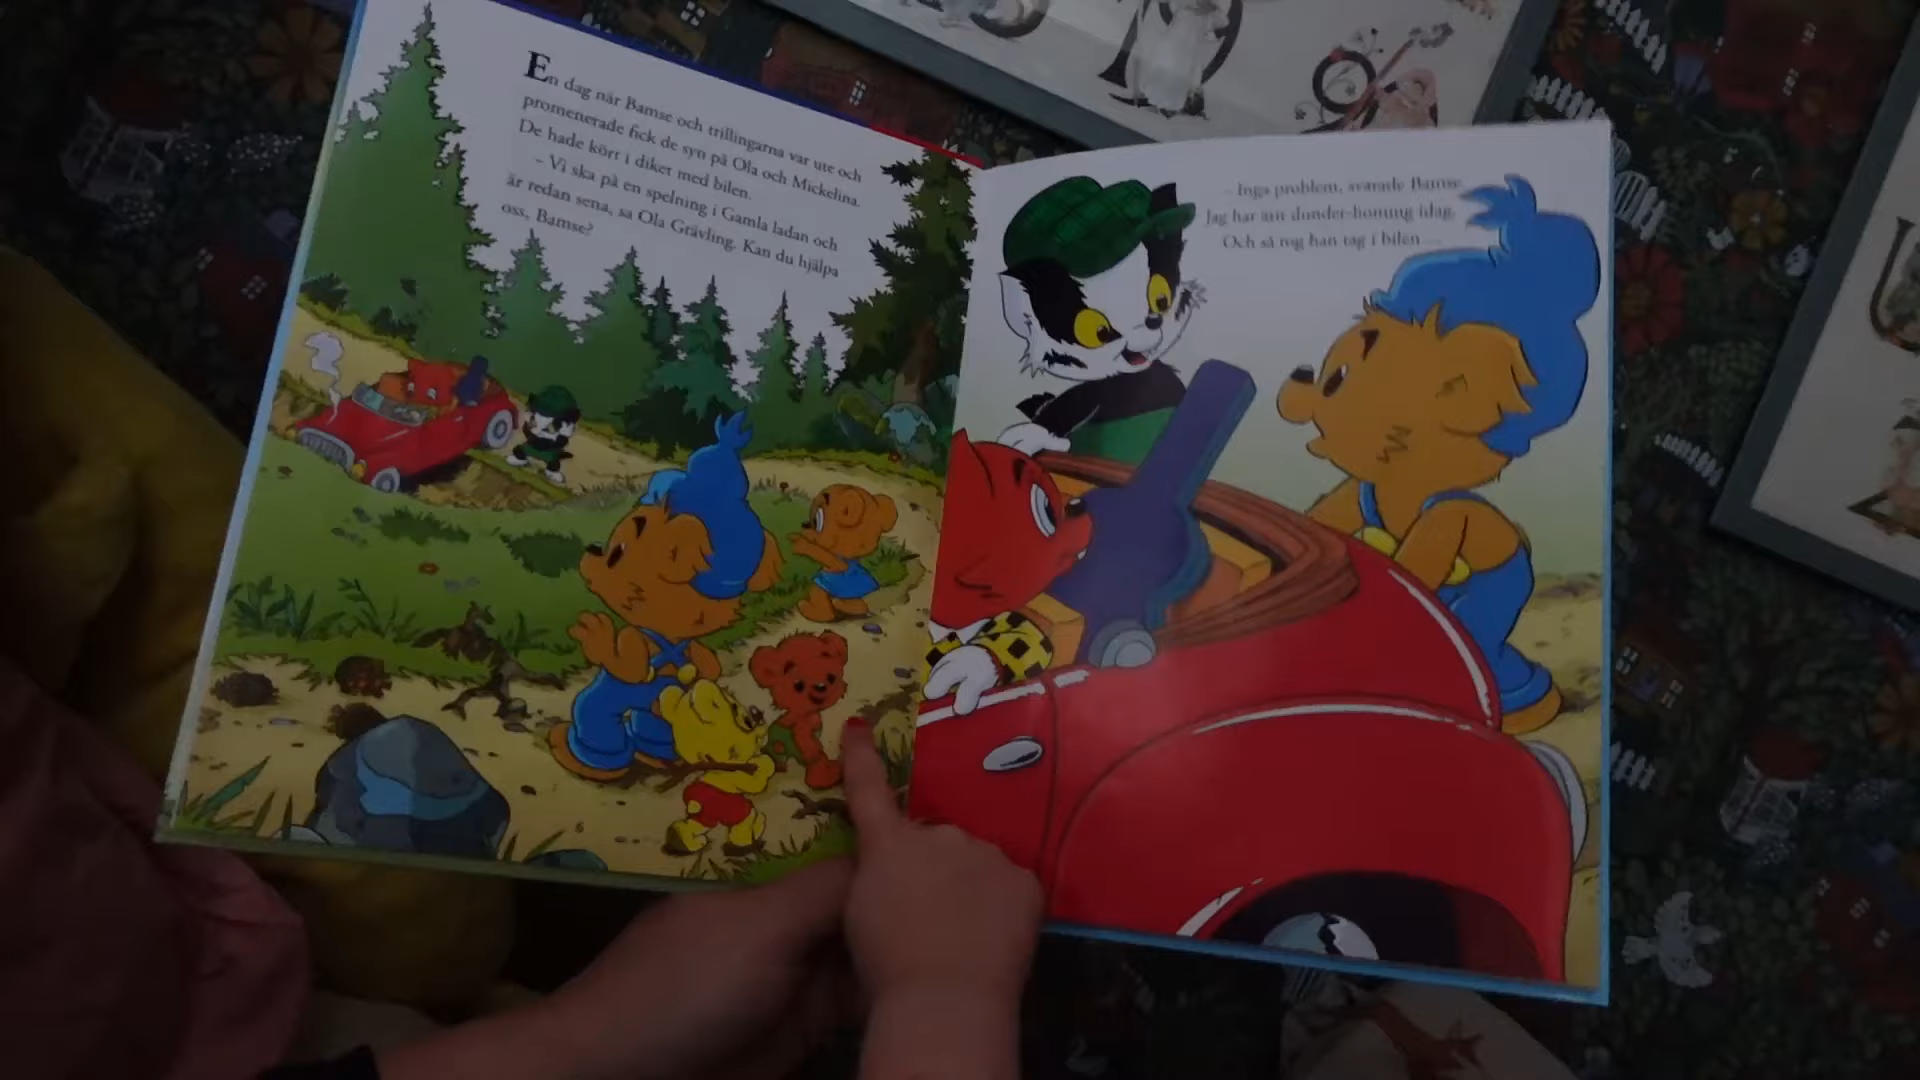 En dag när Bamse och trillingarna var ute och
promenerade fick de syn på Ola och Mickelina.
De hade kört i diket med bilen.
– Vi ska på en spelning i Gamla ladan och
är redan sena, sa Ola Grävling. Kan du hjälpa
oss, Bamse?
6
– Inga problem, svarade Bamse.
Jag har ätit dunder-honung idag.
Och så tog han tag i bilen ...